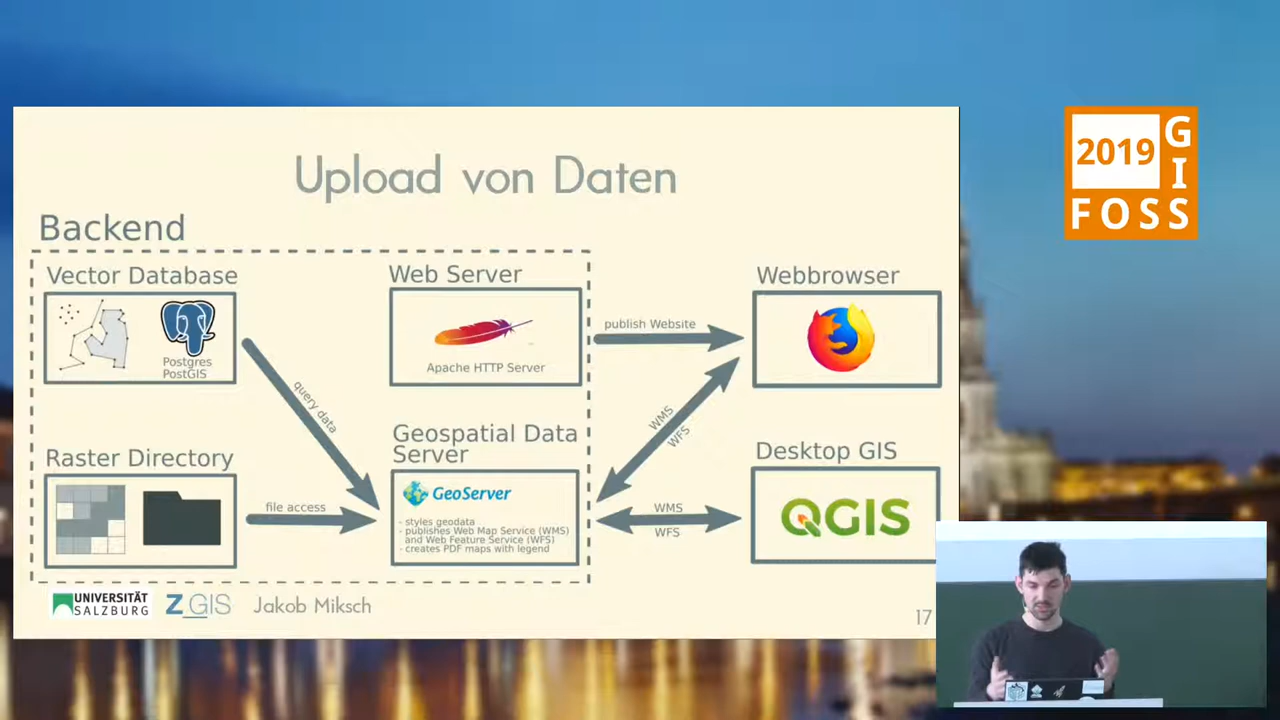 Upload von Daten
Backend
Vector Database
Postgres
PostGIS
Web Server
Apache HTTP Server
publish Website
Webbrowser
query data
WMS
WFS
Raster Directory
file access
Geospatial Data
Server
GeoServer
- styles geodata
- publishes Web Map Service (WMS)
and Web Feature Service (WFS)
- creates PDF maps with legend
WMS
WFS
Desktop GIS
QGIS
UNIVERSITÄT
SALZBURG
Z_GIS
Jakob Miksch
17
2019
GIS
FOSS